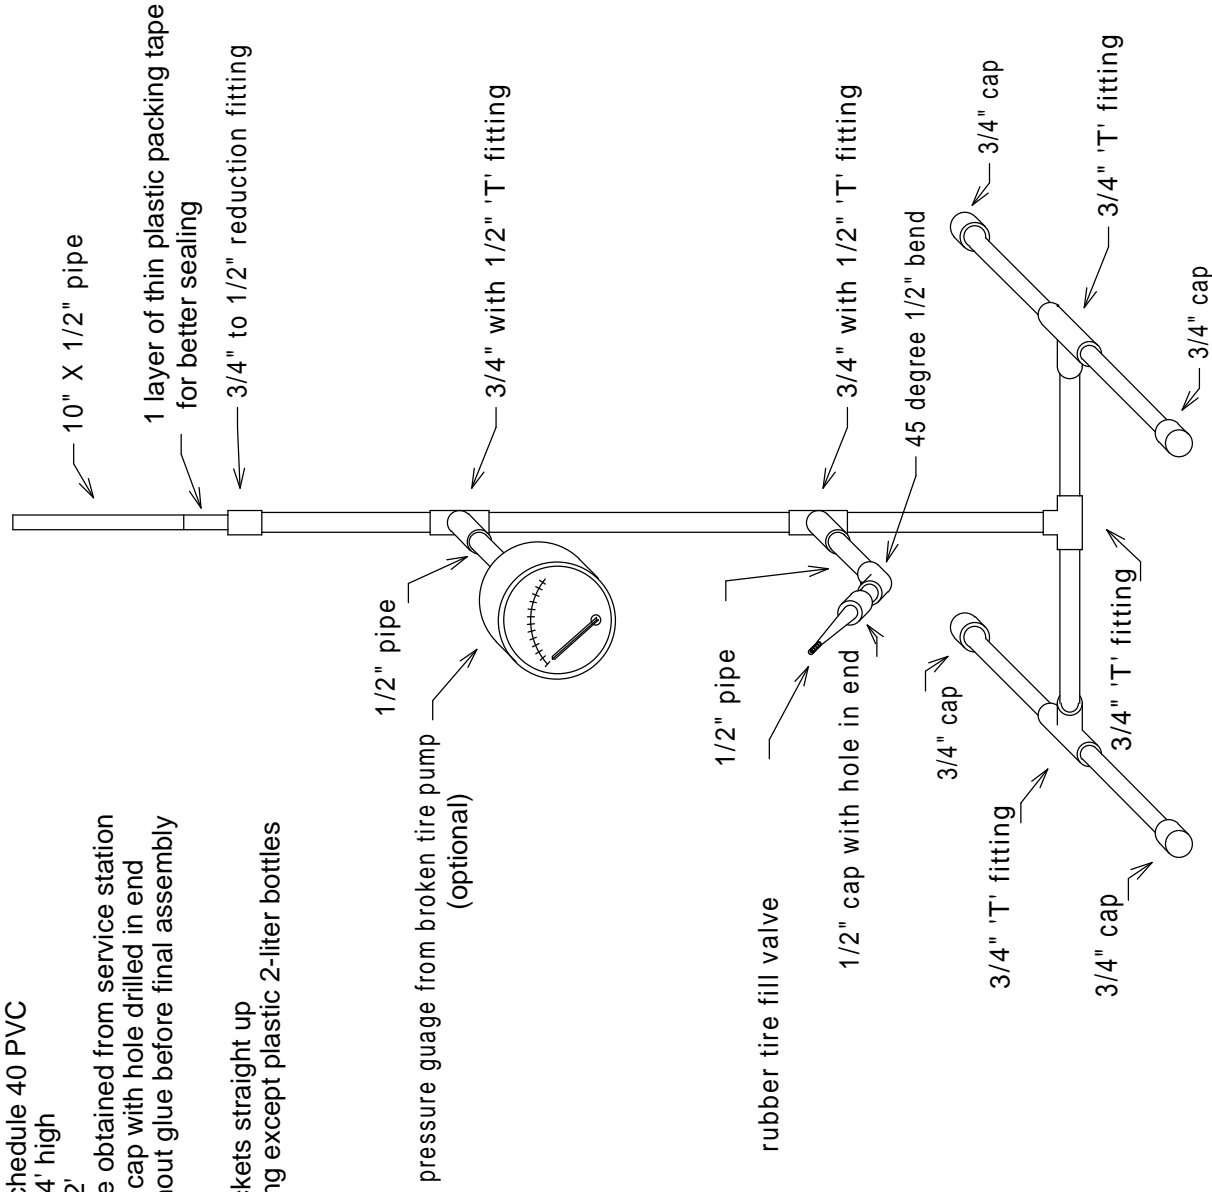 chedule 40 PVC
4' high
2'
e obtained from service station
cap with hole drilled in end
out glue before final assembly
kets straight up
ng except plastic 2-liter bottles
10" X 1/2" pipe
1 layer of thin plastic packing tape
for better sealing
3/4" to 1/2" reduction fitting
1/2" pipe
3/4" with 1/2" 'T' fitting
pressure guage from broken tire pump
(optional)
1/2" pipe
3/4" with 1/2" 'T' fitting
45 degree 1/2" bend
rubber tire fill valve
1/2" cap with hole in end
3/4" cap
3/4" cap
3/4" 'T' fitting
3/4" 'T' fitting
3/4" 'T' fitting
3/4" cap
3/4" cap